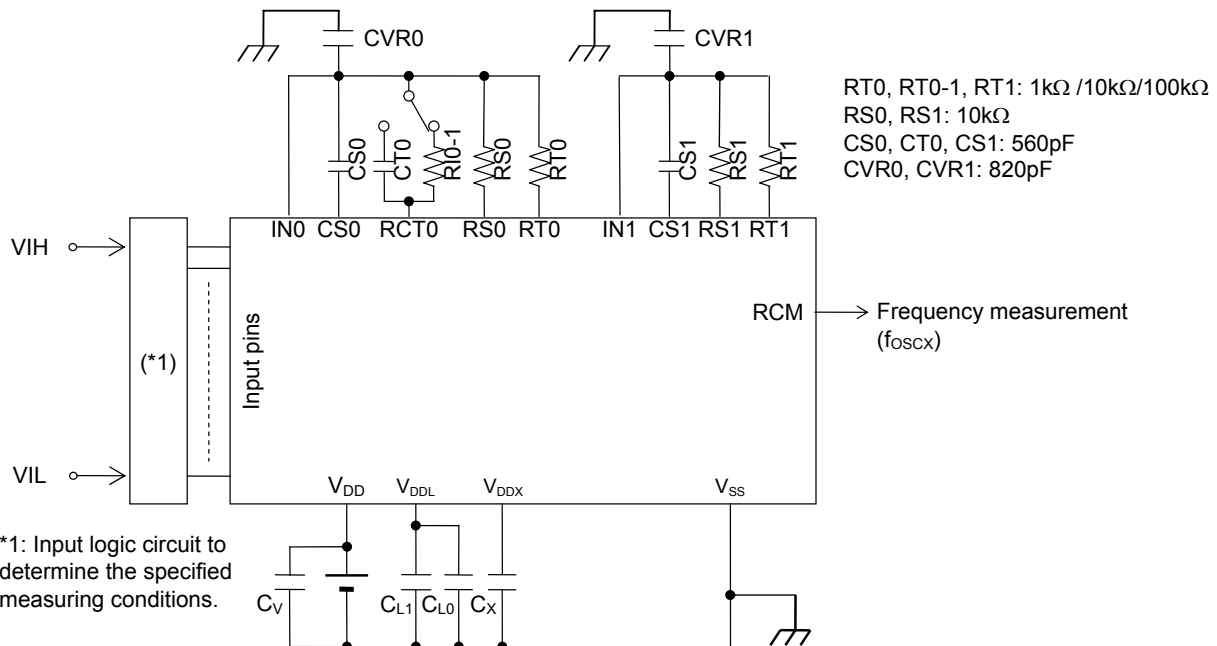 CVR0
CVR1
RT0, RT0-1, RT1: 1kΩ /10kΩ/100kΩ
RS0, RS1: 10kΩ
CS0, CT0, CS1: 560pF
CVR0, CVR1: 820pF
CS0
CT0
RI0-1
RS0
RT0
CS1
RS1
RT1
IN0 CS0 RCT0 RS0 RT0 IN1 CS1 RS1 RT1
VIH
(*1)
Input pins
RCM
Frequency measurement
(fOSCX)
VIL
VDD VDDL VDDX VSS
*1: Input logic circuit to
determine the specified
measuring conditions.
CV
CL1
CL0
CX